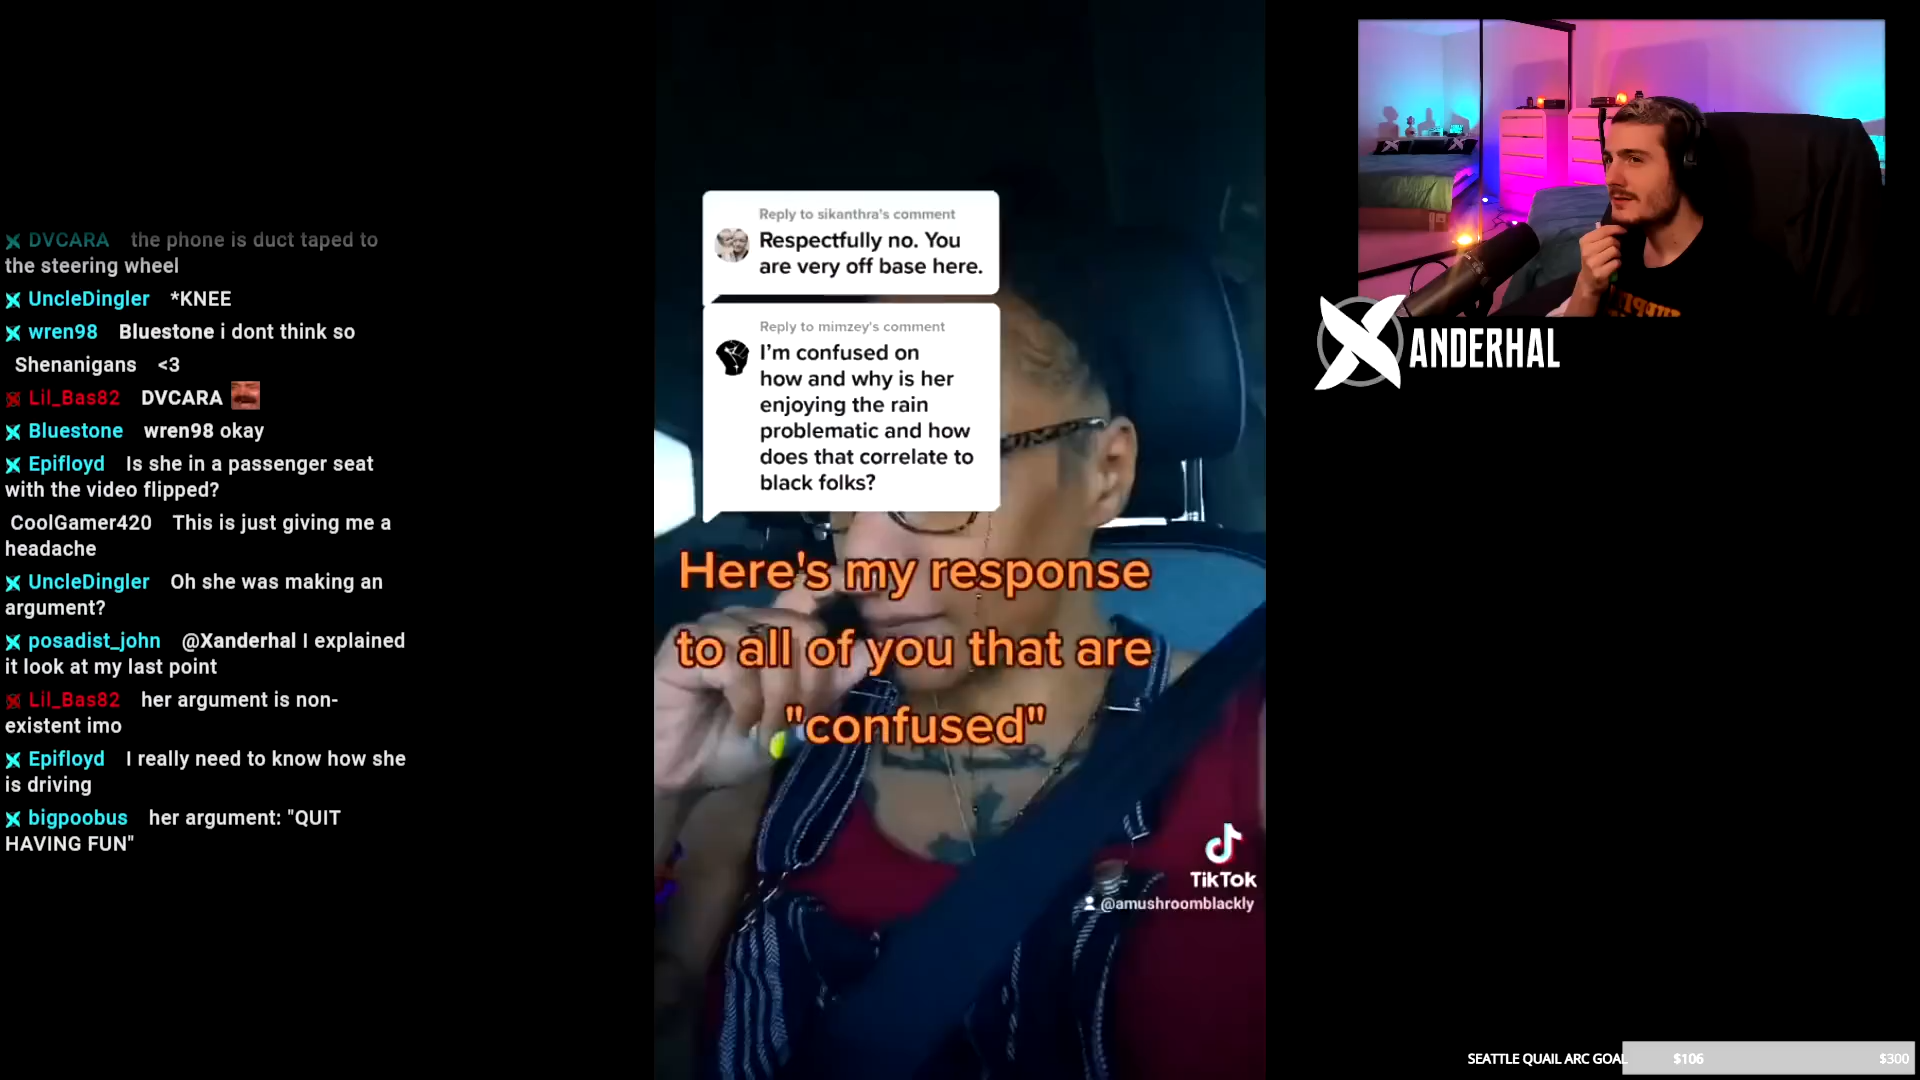 DVCARA the phone is duct taped to
the steering wheel
UncleDingler *KNEE
wren98 Bluestone i dont think so
Shenanigans <3
Lil_Bas82 DVCARA
Bluestone wren98 okay
Epifloyd Is she in a passenger seat
with the video flipped?
CoolGamer420 This is just giving me a
headache
UncleDingler Oh she was making an
argument?
posadist_john @Xanderhal I explained
it look at my last point
Lil_Bas82 her argument is non-
existent imo
Epifloyd I really need to know how she
is driving
bigpoobus her argument: "QUIT
HAVING FUN"
Reply to sikanthra's comment
Respectfully no. You
are very off base here.
Reply to mimzey's comment
I'm confused on
how and why is her
enjoying the rain
problematic and how
does that correlate to
black folks?
Here's my response
to all of you that are
"confused"
TikTok
@amushroomblackly
XANDERHAL
SEATTLE QUAIL ARC GOAL $106 $300